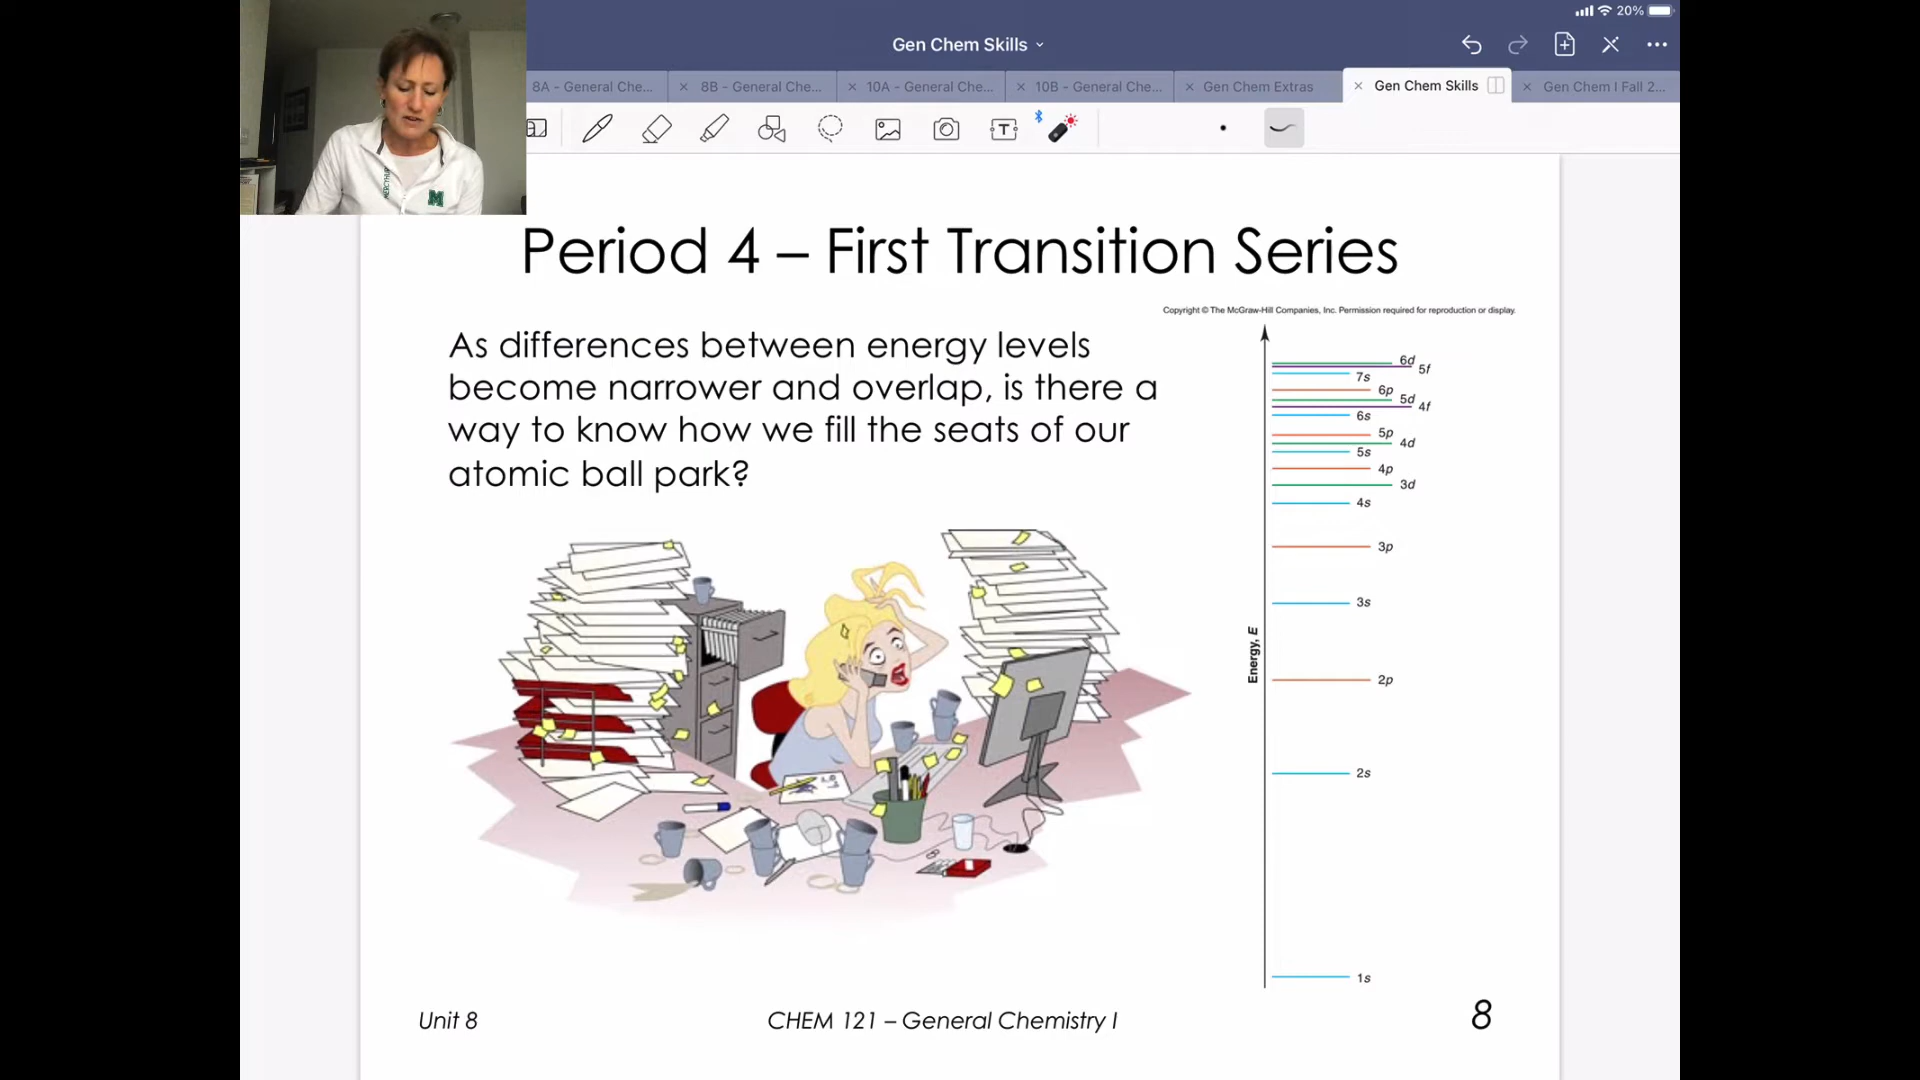 20%
Gen Chem Skills
8A - General Che...
8B - General Che...
10A - General Che...
10B - General Che...
Gen Chem Extras
Gen Chem Skills
Gen Chem I Fall 2...
T
M
Period 4 – First Transition Series
Copyright © The McGraw-Hill Companies, Inc. Permission required for reproduction or display.
As differences between energy levels
become narrower and overlap, is there a
way to know how we fill the seats of our
atomic ball park?
6d
5f
7s
6p
5d
4f
6s
5p
4d
5s
4p
3d
4s
3p
3s
Energy, E
2p
2s
1s
Unit 8
CHEM 121 – General Chemistry I
8